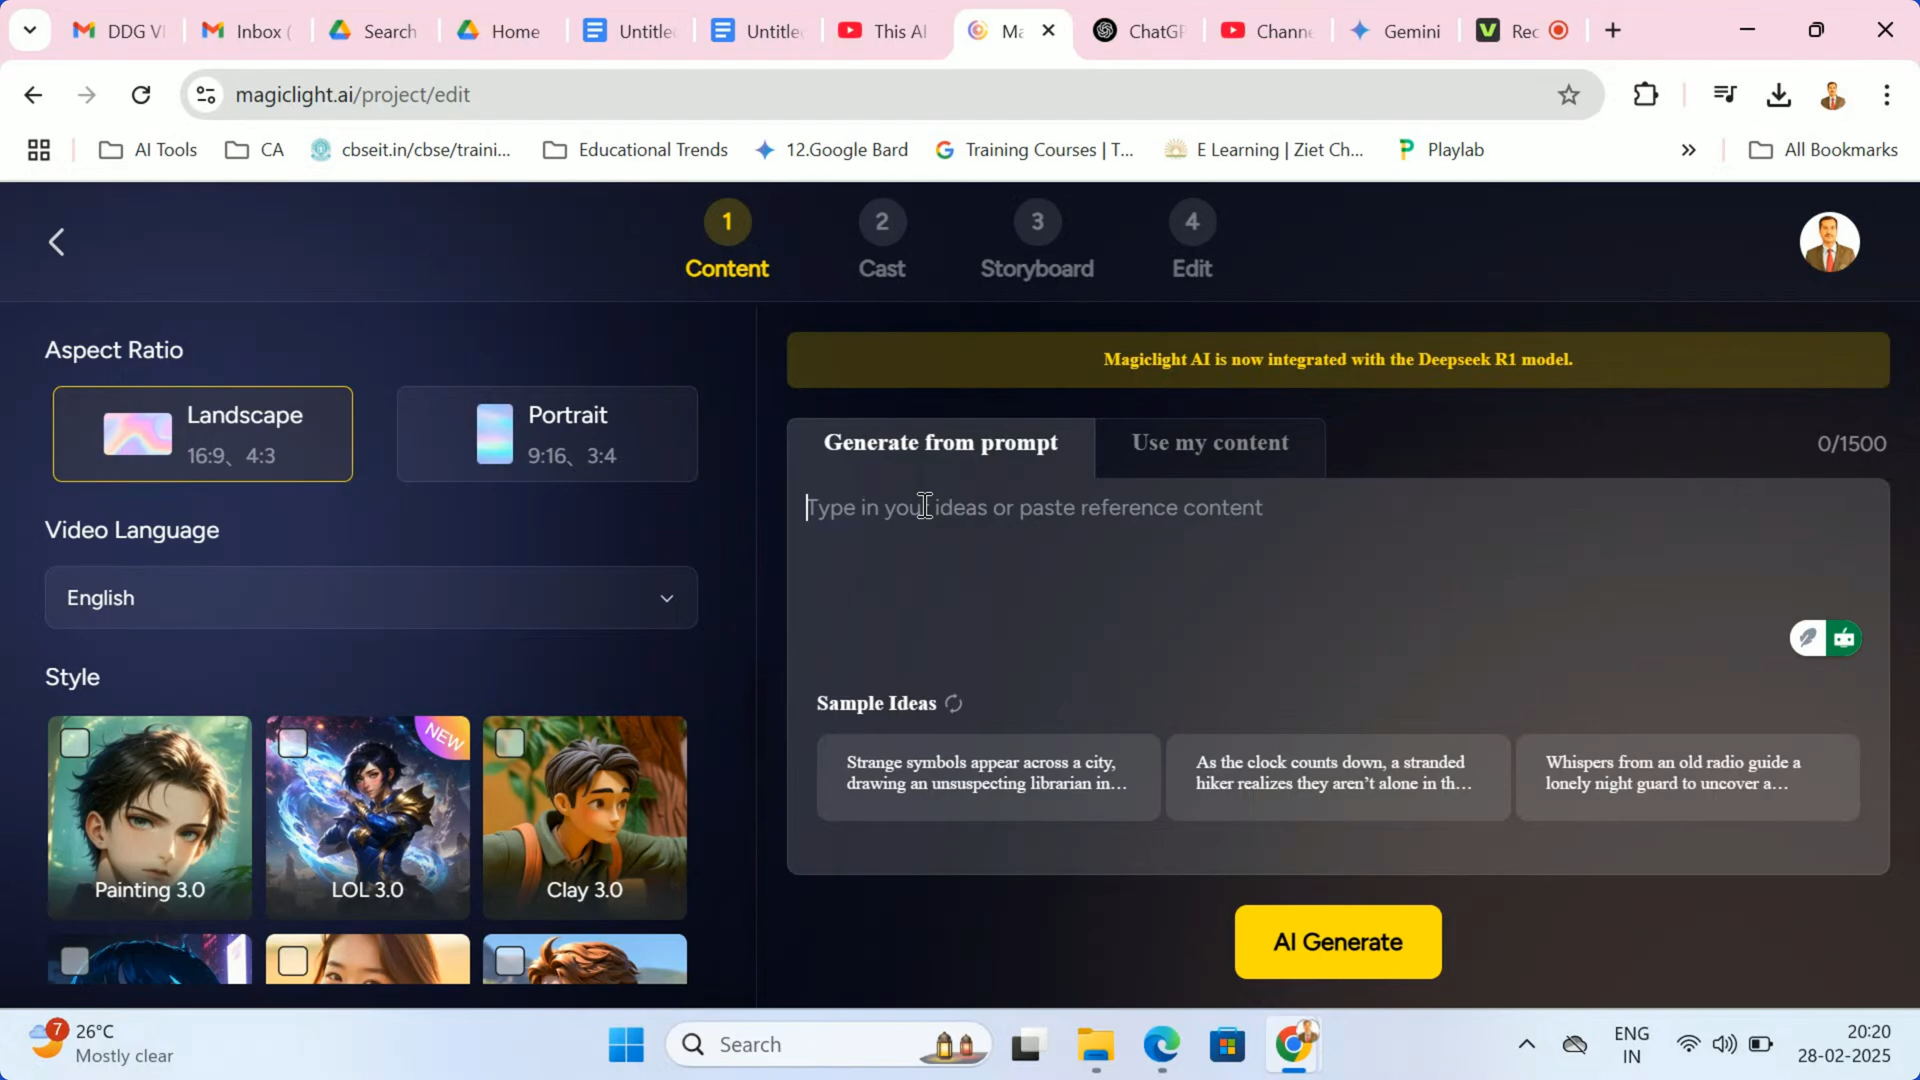 DDG VI
Inbox (
Search
Home
Untitle
Untitle
This AI
Ma
ChatGP
Chann
Gemini
Rec
magiclight.ai/project/edit
AI Tools
CA
cbseit.in/cbse/traini...
Educational Trends
12.Google Bard
Training Courses | T...
E Learning | Ziet Ch...
Playlab
»
All Bookmarks
1
2
3
4
Content
Cast
Storyboard
Edit
Aspect Ratio
Landscape
16:9、4:3
Portrait
9:16、3:4
Video Language
English
Style
NEW
Painting 3.0
LOL 3.0
Clay 3.0
Magiclight AI is now integrated with the Deepseek R1 model.
Generate from prompt
Use my content
0/1500
Type in your ideas or paste reference content
Sample Ideas
Strange symbols appear across a city,
drawing an unsuspecting librarian in...
As the clock counts down, a stranded
hiker realizes they aren't alone in th...
Whispers from an old radio guide a
lonely night guard to uncover a...
AI Generate
7
26°C
Mostly clear
Search
ENG
IN
20:20
28-02-2025